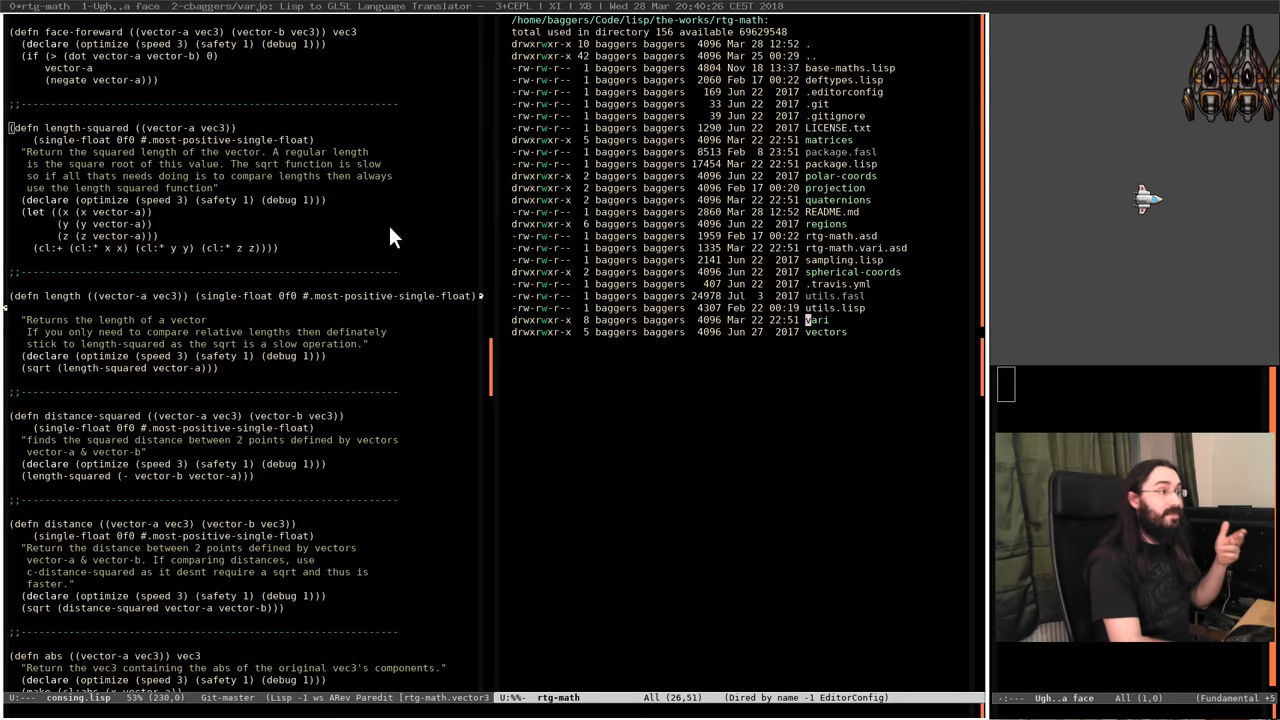 0*rtg-math  1-Ugh..a face  2-cbaggers/varjo: Lisp to GLSL Language Translator -  3+CEPL | XI | XB | Wed 28 Mar 20:40:26 CEST 2018
(defn face-forward ((vector-a vec3) (vector-b vec3)) vec3
  (declare (optimize (speed 3) (safety 1) (debug 1)))
  (if (> (dot vector-a vector-b) 0)
      vector-a
      (negate vector-a)))
;;----------------------------------------------------------------
(defn length-squared ((vector-a vec3))
    (single-float 0f0 #.most-positive-single-float)
  "Return the squared length of the vector. A regular length
   is the square root of this value. The sqrt function is slow
   so if all thats needs doing is to compare lengths then always
   use the length squared function"
  (declare (optimize (speed 3) (safety 1) (debug 1)))
  (let ((x (x vector-a))
        (y (y vector-a))
        (z (z vector-a)))
    (cl:+ (cl:* x x) (cl:* y y) (cl:* z z))))
;;----------------------------------------------------------------
(defn length ((vector-a vec3)) (single-float 0f0 #.most-positive-single-float)
  "Returns the length of a vector
   If you only need to compare relative lengths then definately
   stick to length-squared as the sqrt is a slow operation."
  (declare (optimize (speed 3) (safety 1) (debug 1)))
  (sqrt (length-squared vector-a)))
;;----------------------------------------------------------------
(defn distance-squared ((vector-a vec3) (vector-b vec3))
    (single-float 0f0 #.most-positive-single-float)
  "finds the squared distance between 2 points defined by vectors
   vector-a & vector-b"
  (declare (optimize (speed 3) (safety 1) (debug 1)))
  (length-squared (- vector-b vector-a)))
;;----------------------------------------------------------------
(defn distance ((vector-a vec3) (vector-b vec3))
    (single-float 0f0 #.most-positive-single-float)
  "Return the distance between 2 points defined by vectors
   vector-a & vector-b. If comparing distances, use
   c-distance-squared as it desnt require a sqrt and thus is
   faster."
  (declare (optimize (speed 3) (safety 1) (debug 1)))
  (sqrt (distance-squared vector-a vector-b)))
;;----------------------------------------------------------------
(defn abs ((vector-a vec3)) vec3
  "Return the vec3 containing the abs of the original vec3's components."
  (declare (optimize (speed 3) (safety 1) (debug 1)))
  (make (cl:abs (x vector-a))
U:---  consing.lisp   53% (230,0)    Git-master  (Lisp -1 ws ARev Paredit [rtg-math.vector3
/home/baggers/Code/lisp/the-works/rtg-math:
total used in directory 156 available 69629548
drwxrwxr-x 10 baggers baggers  4096 Mar 28 12:52 .
drwxrwxr-x 42 baggers baggers  4096 Mar 25 00:29 ..
-rw-rw-r--  1 baggers baggers  4804 Nov 18 13:37 base-maths.lisp
-rw-rw-r--  1 baggers baggers  2060 Feb 17 00:22 deftypes.lisp
-rw-rw-r--  1 baggers baggers   169 Jun 22  2017 .editorconfig
-rw-rw-r--  1 baggers baggers    33 Jun 22  2017 .git
-rw-rw-r--  1 baggers baggers    39 Jun 22  2017 .gitignore
-rw-rw-r--  1 baggers baggers  1290 Jun 22  2017 LICENSE.txt
drwxrwxr-x  5 baggers baggers  4096 Mar 22 22:51 matrices
-rw-rw-r--  1 baggers baggers  8513 Feb  8 23:51 package.fasl
-rw-rw-r--  1 baggers baggers 17454 Mar 22 22:51 package.lisp
drwxrwxr-x  2 baggers baggers  4096 Jun 22  2017 polar-coords
drwxrwxr-x  2 baggers baggers  4096 Feb 17 00:20 projection
drwxrwxr-x  2 baggers baggers  4096 Mar 22 22:51 quaternions
-rw-rw-r--  1 baggers baggers  2860 Mar 28 12:52 README.md
drwxrwxr-x  6 baggers baggers  4096 Jun 22  2017 regions
-rw-rw-r--  1 baggers baggers  1959 Feb 17 00:22 rtg-math.asd
-rw-rw-r--  1 baggers baggers  1335 Mar 22 22:51 rtg-math.vari.asd
-rw-rw-r--  1 baggers baggers  2141 Jun 22  2017 sampling.lisp
drwxrwxr-x  2 baggers baggers  4096 Jun 22  2017 spherical-coords
-rw-rw-r--  1 baggers baggers   407 Jun 22  2017 .travis.yml
-rw-rw-r--  1 baggers baggers 24978 Jul  3  2017 utils.fasl
-rw-rw-r--  1 baggers baggers  4307 Feb 22 00:19 utils.lisp
drwxrwxr-x  8 baggers baggers  4096 Mar 22 22:51 vari
drwxrwxr-x  5 baggers baggers  4096 Jun 27  2017 vectors
U:%%-  rtg-math       All (26,51)    (Dired by name -1 EditorConfig)
-:---  Ugh..a face    All (1,0)    (Fundamental +5